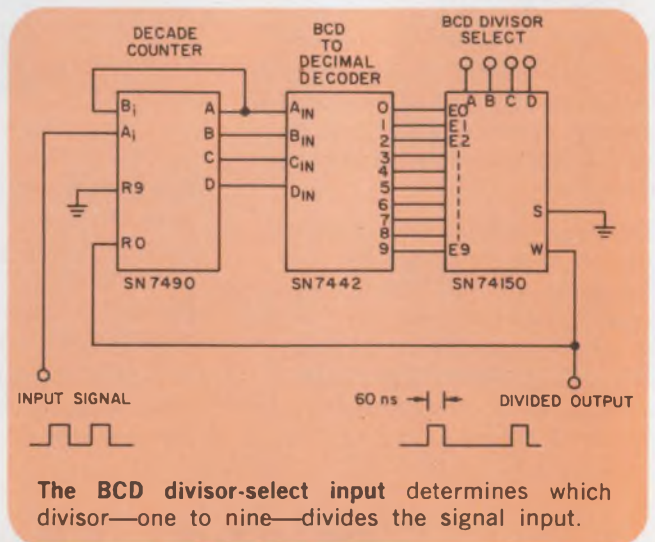 DECADE
COUNTER
BCD
TO
DECIMAL
DECODER
BCD DIVISOR
SELECT
A B C D
Bi
Ai
R9
R0
A
B
C
D
SN7490
AIN
BIN
CIN
DIN
0
1
2
3
4
5
6
7
8
9
SN7442
E0
E1
E2
E9
S
W
SN74150
INPUT SIGNAL
60 ns
DIVIDED OUTPUT
The BCD divisor-select input determines which
divisor—one to nine—divides the signal input.